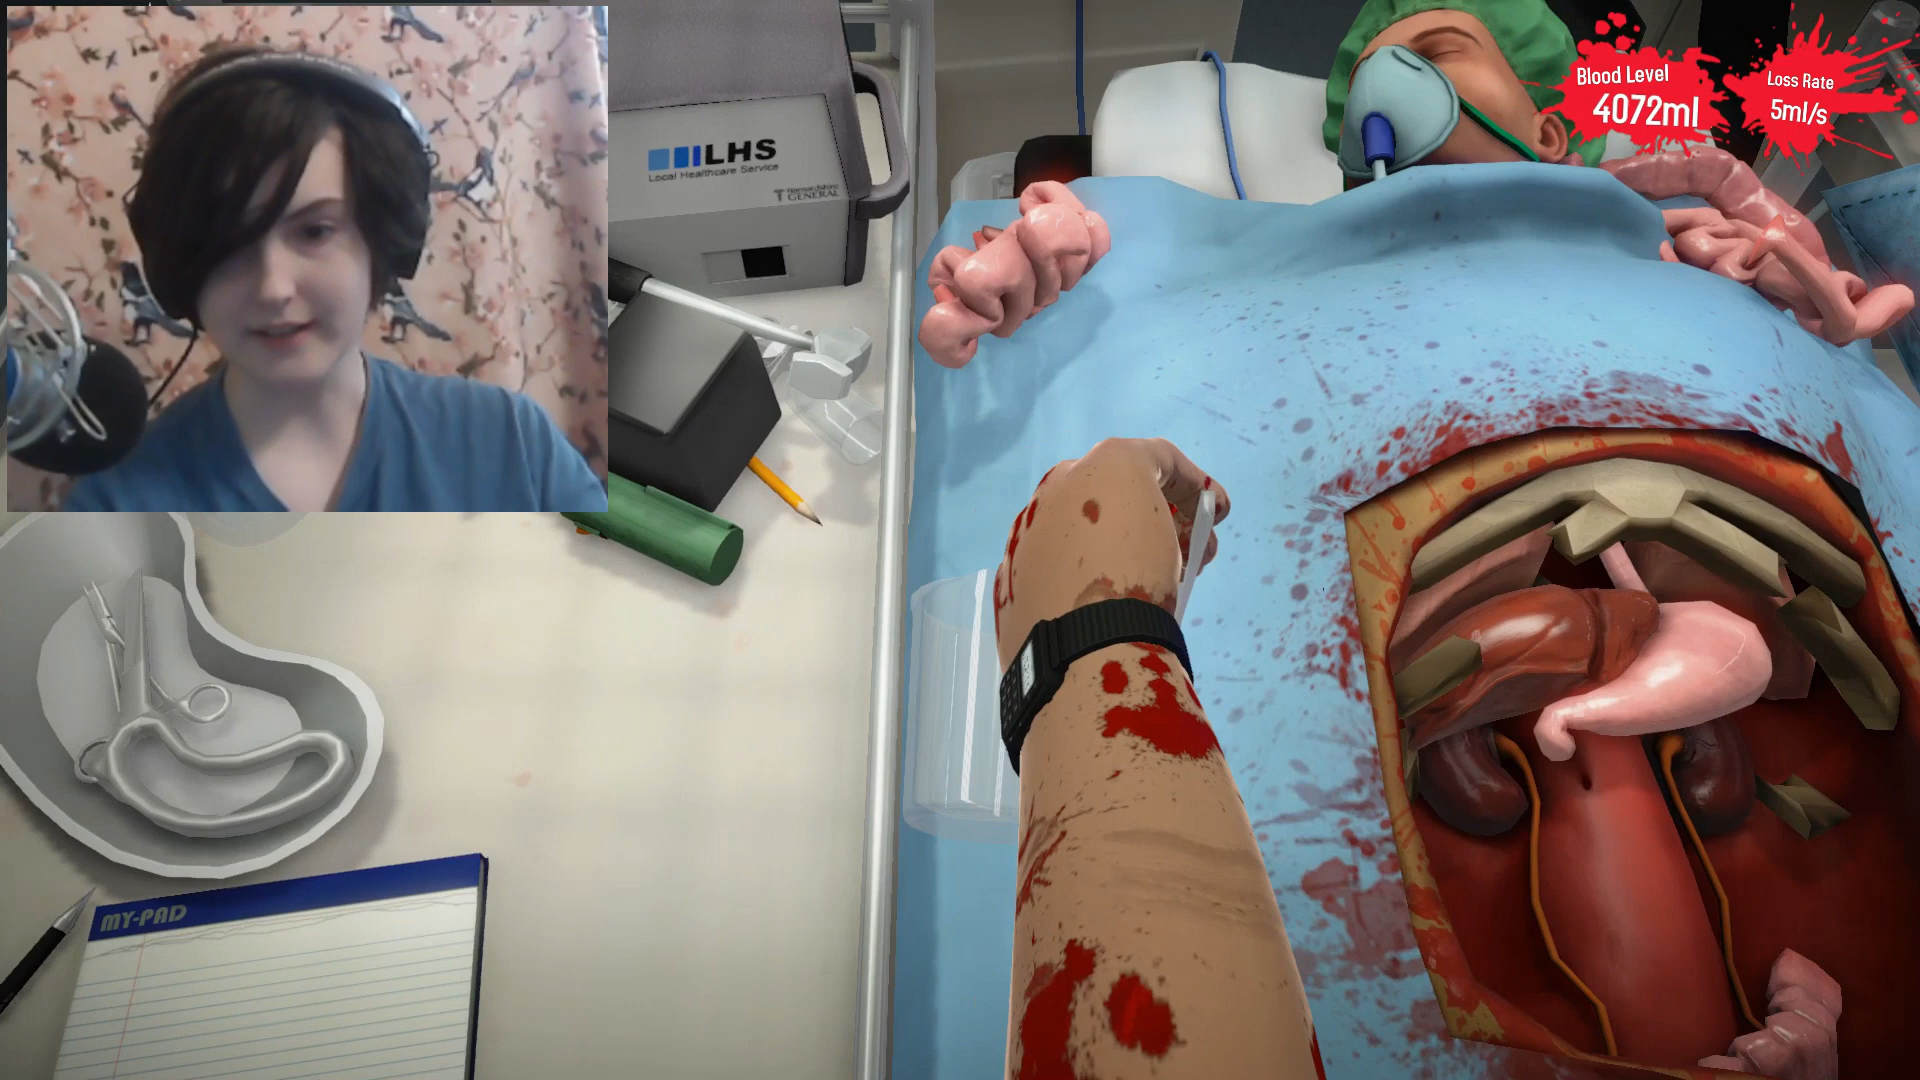 LHS
Local Healthcare Service
GENERAL
Blood Level
4072ml
Loss Rate
5ml/s
MY-PAD